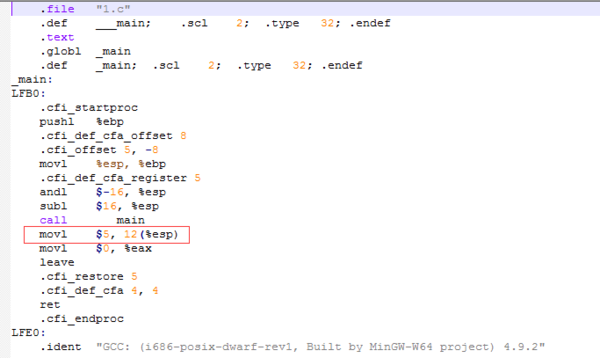 .file "1.c"
.def ___main; .scl 2; .type 32; .endef
.text
.globl _main
.def _main; .scl 2; .type 32; .endef
_main:
LFB0:
.cfi_startproc
pushl %ebp
.cfi_def_cfa_offset 8
.cfi_offset 5, -8
movl %esp, %ebp
.cfi_def_cfa_register 5
andl $-16, %esp
subl $16, %esp
call ___main
movl $5, 12(%esp)
movl $0, %eax
leave
.cfi_restore 5
.cfi_def_cfa 4, 4
ret
.cfi_endproc
LFE0:
.ident "GCC: (i686-posix-dwarf-rev1, Built by MinGW-W64 project) 4.9.2"